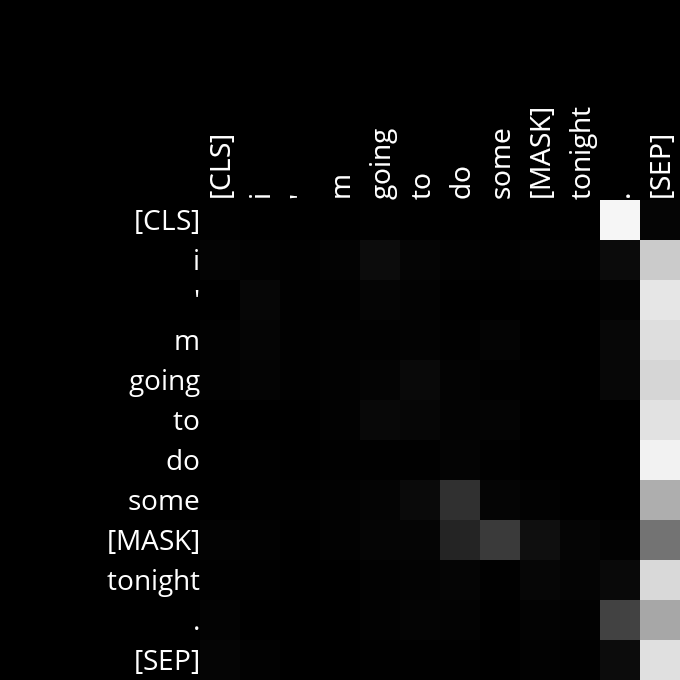 [CLS] i ' m going to do some [MASK] tonight . [SEP]
[CLS]
i
'
m
going
to
do
some
[MASK]
tonight
.
[SEP]